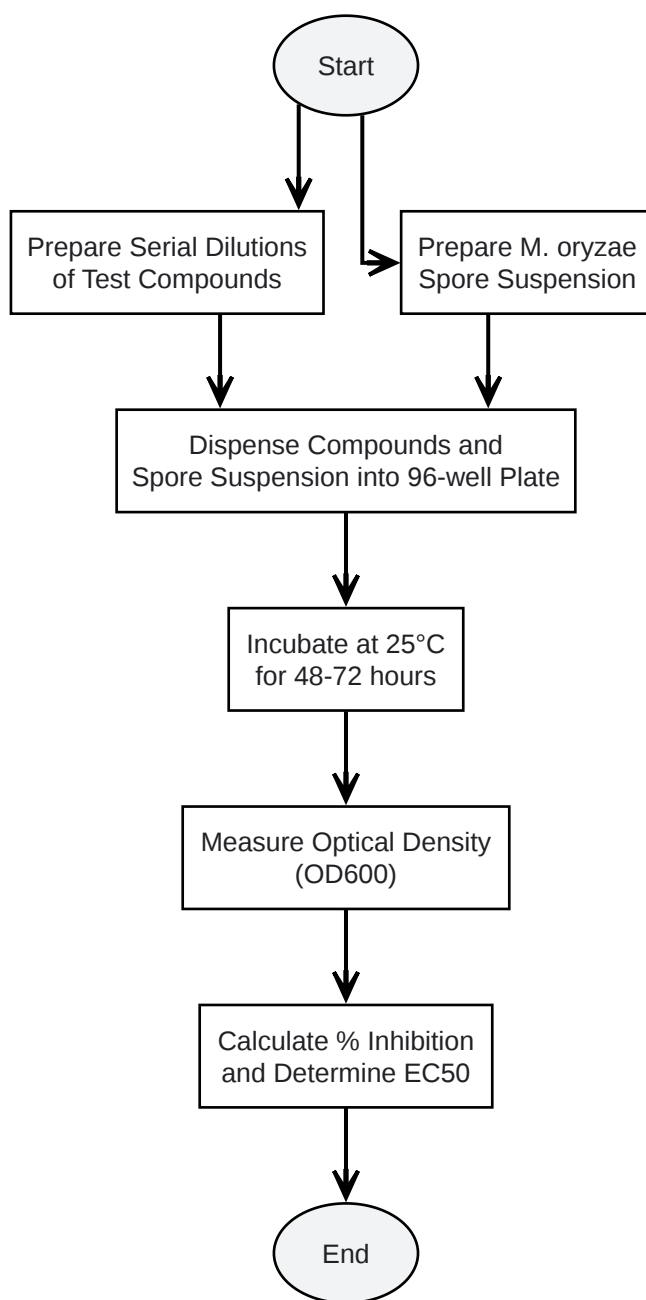 Start
Prepare Serial Dilutions
of Test Compounds
Prepare M. oryzae
Spore Suspension
Dispense Compounds and
Spore Suspension into 96-well Plate
Incubate at 25°C
for 48-72 hours
Measure Optical Density
(OD600)
Calculate % Inhibition
and Determine EC50
End